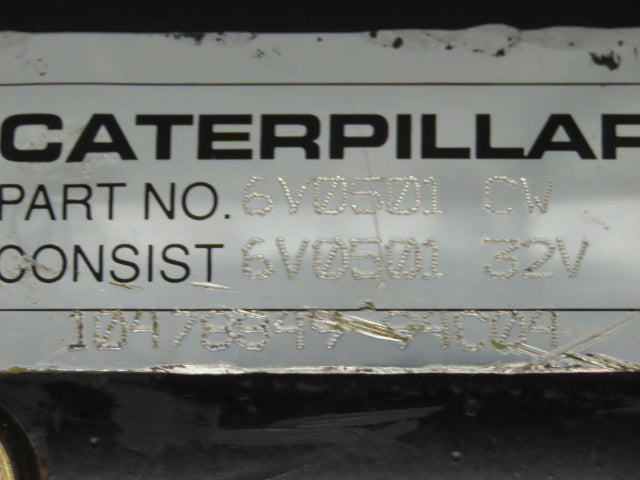 CATERPILLAR
PART NO. 6V0501 CW
CONSIST 6V0501 32V